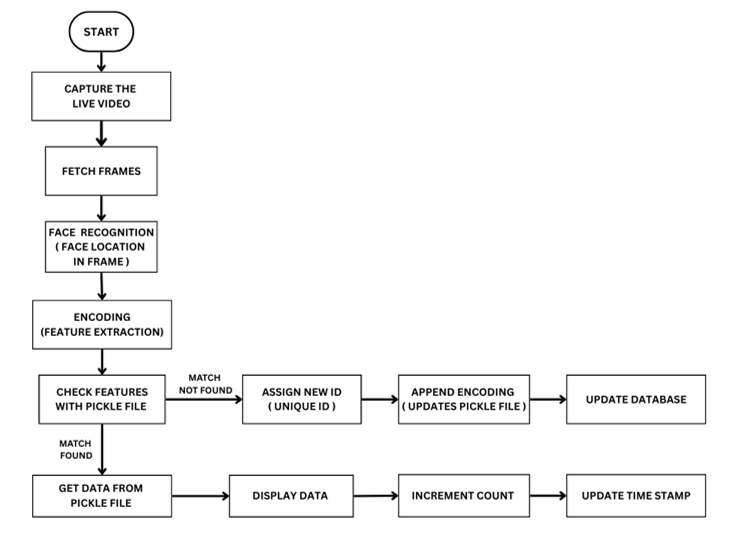 START
CAPTURE THE
LIVE VIDEO
FETCH FRAMES
FACE RECOGNITION
( FACE LOCATION
IN FRAME )
ENCODING
(FEATURE EXTRACTION)
CHECK FEATURES
WITH PICKLE FILE
MATCH
NOT FOUND
ASSIGN NEW ID
( UNIQUE ID )
APPEND ENCODING
( UPDATES PICKLE FILE )
UPDATE DATABASE
MATCH
FOUND
GET DATA FROM
PICKLE FILE
DISPLAY DATA
INCREMENT COUNT
UPDATE TIME STAMP